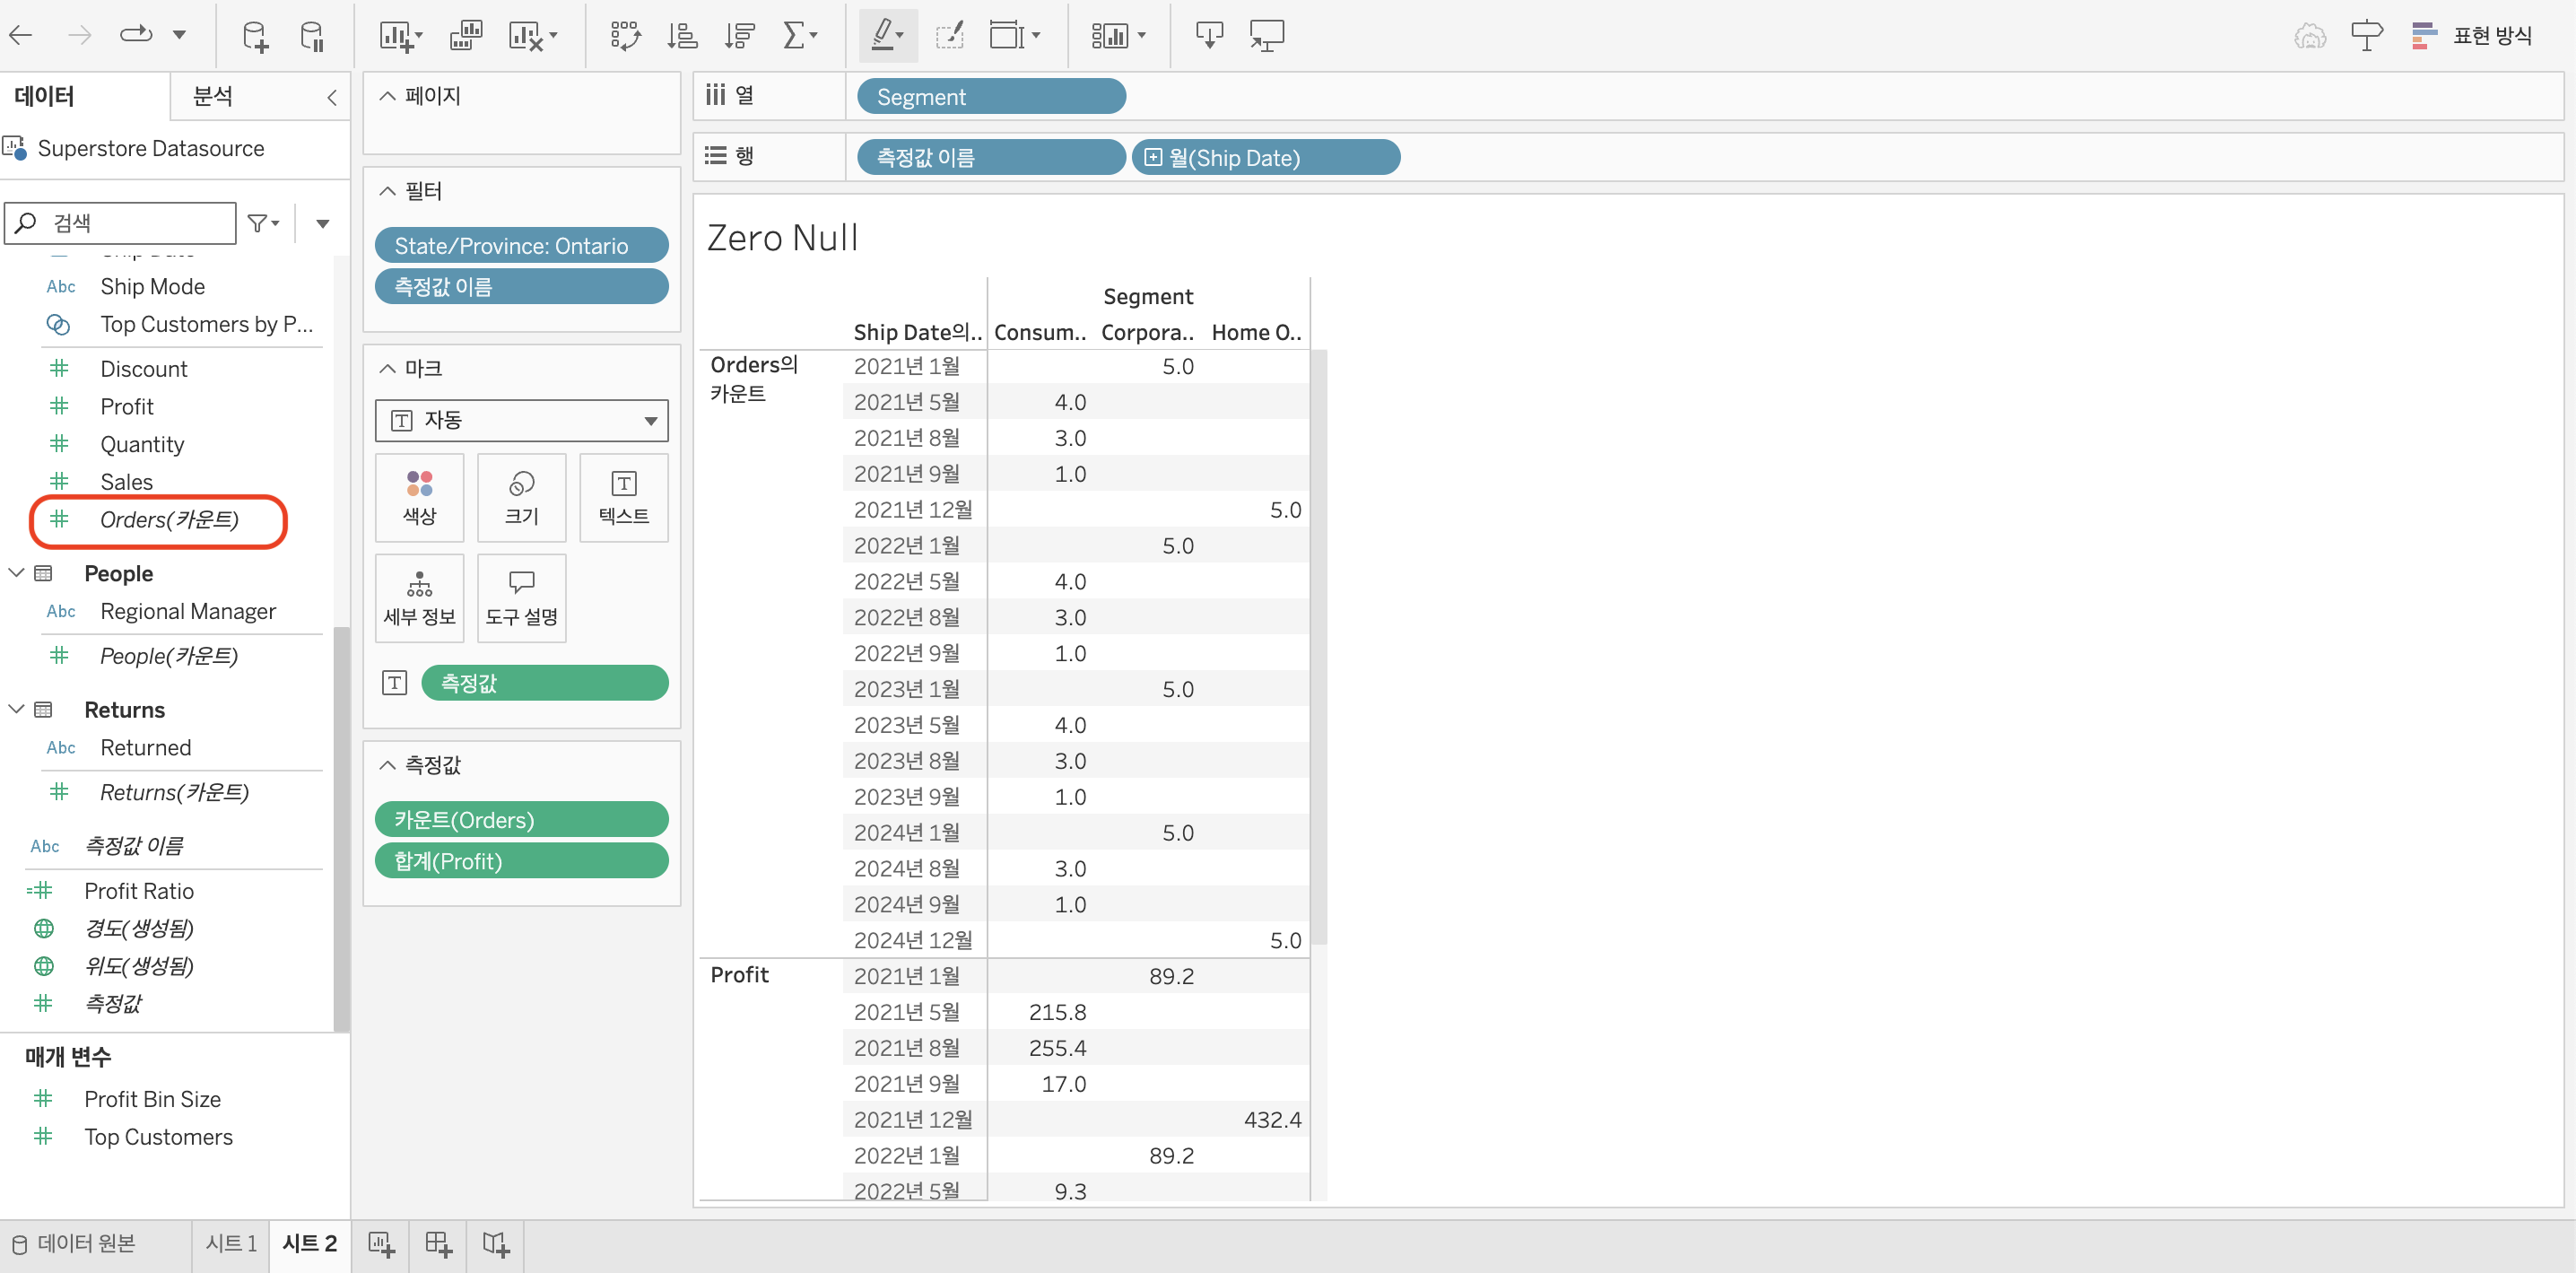 표현 방식
데이터
분석
Superstore Datasource
검색
Ship Date
Abc Ship Mode
Top Customers by P...
Discount
Profit
Quantity
Sales
Orders(카운트)
People
Abc Regional Manager
People(카운트)
Returns
Abc Returned
Returns(카운트)
Abc 측정값 이름
Profit Ratio
경도(생성됨)
위도(생성됨)
측정값
매개 변수
Profit Bin Size
Top Customers
페이지
필터
State/Province: Ontario
측정값 이름
마크
자동
색상 크기 텍스트
세부 정보 도구 설명
측정값
측정값
카운트(Orders)
합계(Profit)
열 Segment
행 측정값 이름 월(Ship Date)
Zero Null
Segment
Ship Date의.. Consum.. Corpora.. Home O..
Orders의 2021년 1월 5.0
카운트 2021년 5월 4.0
2021년 8월 3.0
2021년 9월 1.0
2021년 12월 5.0
2022년 1월 5.0
2022년 5월 4.0
2022년 8월 3.0
2022년 9월 1.0
2023년 1월 5.0
2023년 5월 4.0
2023년 8월 3.0
2023년 9월 1.0
2024년 1월 5.0
2024년 8월 3.0
2024년 9월 1.0
2024년 12월 5.0
Profit 2021년 1월 89.2
2021년 5월 215.8
2021년 8월 255.4
2021년 9월 17.0
2021년 12월 432.4
2022년 1월 89.2
2022년 5월 9.3
데이터 원본 시트 1 시트 2